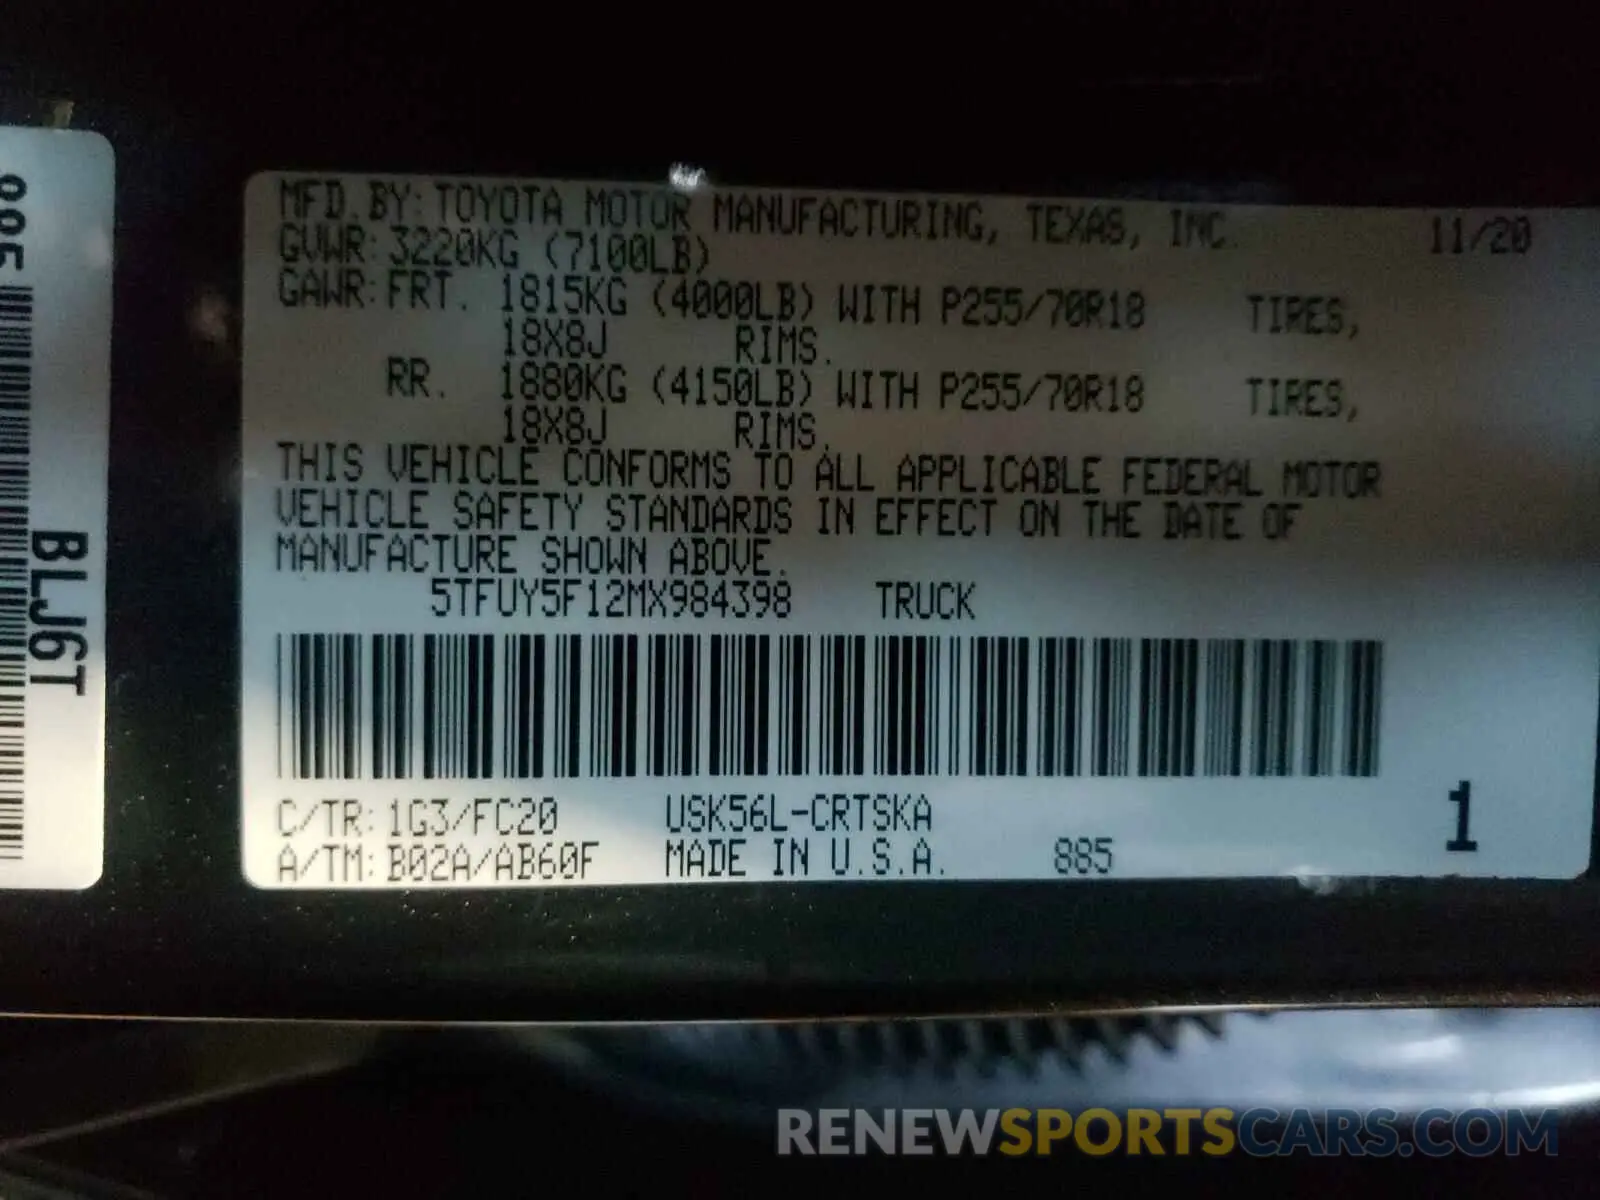 MFD. BY: TOYOTA MOTOR MANUFACTURING, TEXAS, INC. 11/20
GVWR: 3220KG (7100LB)
GAWR: FRT. 1815KG (4000LB) WITH P255/70R18 TIRES,
18X8J RIMS.
RR. 1880KG (4150LB) WITH P255/70R18 TIRES,
18X8J RIMS.
THIS VEHICLE CONFORMS TO ALL APPLICABLE FEDERAL MOTOR
VEHICLE SAFETY STANDARDS IN EFFECT ON THE DATE OF
MANUFACTURE SHOWN ABOVE.
5TFUY5F12MX984398 TRUCK
C/TR: 1G3/FC20 USK56L-CRTSKA
A/TM: B02A/AB60F MADE IN U.S.A. 885
1
BLJ6T
RENEWSPORTSCARS.COM